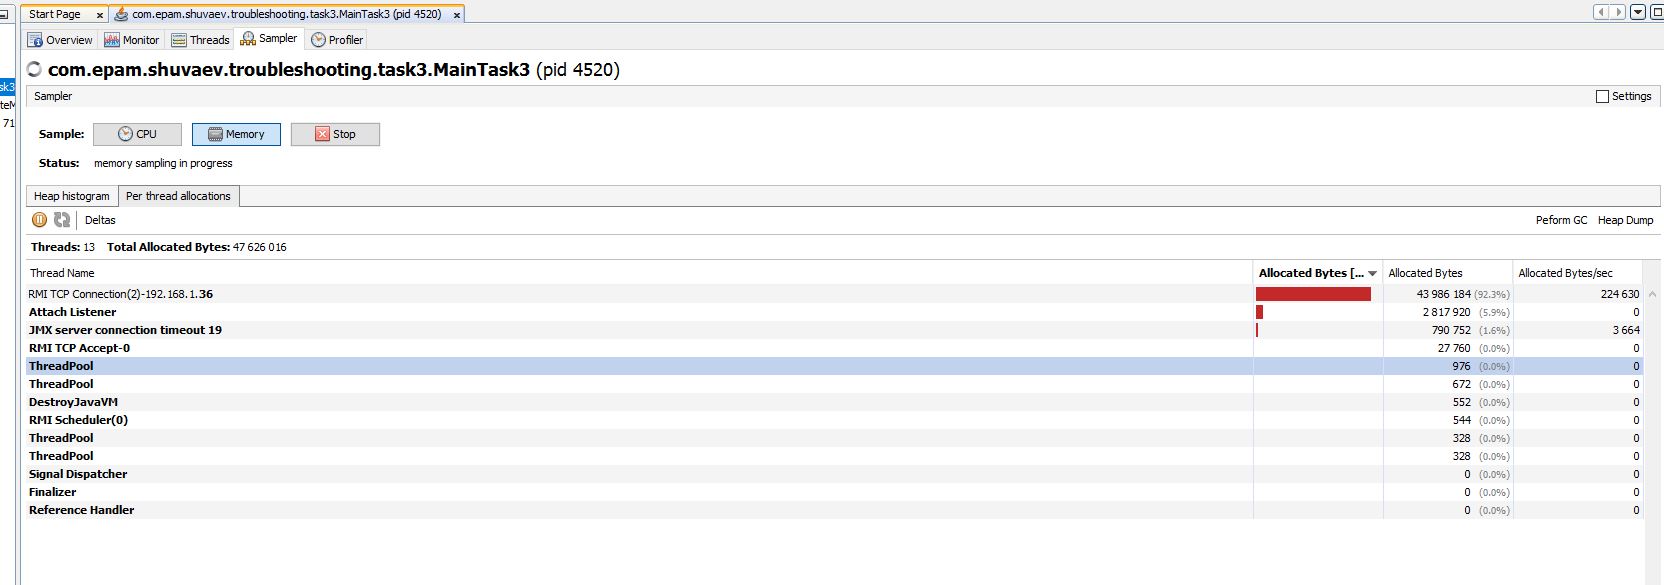 Start Page x com.epam.shuvaev.troubleshooting.task3.MainTask3 (pid 4520) x
Overview Monitor Threads Sampler Profiler
com.epam.shuvaev.troubleshooting.task3.MainTask3 (pid 4520)
sk3
Sampler Settings
teM
71
Sample: CPU Memory Stop
Status: memory sampling in progress
Heap histogram Per thread allocations
Deltas Peform GC Heap Dump
Threads: 13 Total Allocated Bytes: 47 626 016
Thread Name Allocated Bytes [... Allocated Bytes Allocated Bytes/sec
RMI TCP Connection(2)-192.168.1.36 43 986 184 (92.3%) 224 630
Attach Listener 2 817 920 (5.9%) 0
JMX server connection timeout 19 790 752 (1.6%) 3 664
RMI TCP Accept-0 27 760 (0.0%) 0
ThreadPool 976 (0.0%) 0
ThreadPool 672 (0.0%) 0
DestroyJavaVM 552 (0.0%) 0
RMI Scheduler(0) 544 (0.0%) 0
ThreadPool 328 (0.0%) 0
ThreadPool 328 (0.0%) 0
Signal Dispatcher 0 (0.0%) 0
Finalizer 0 (0.0%) 0
Reference Handler 0 (0.0%) 0